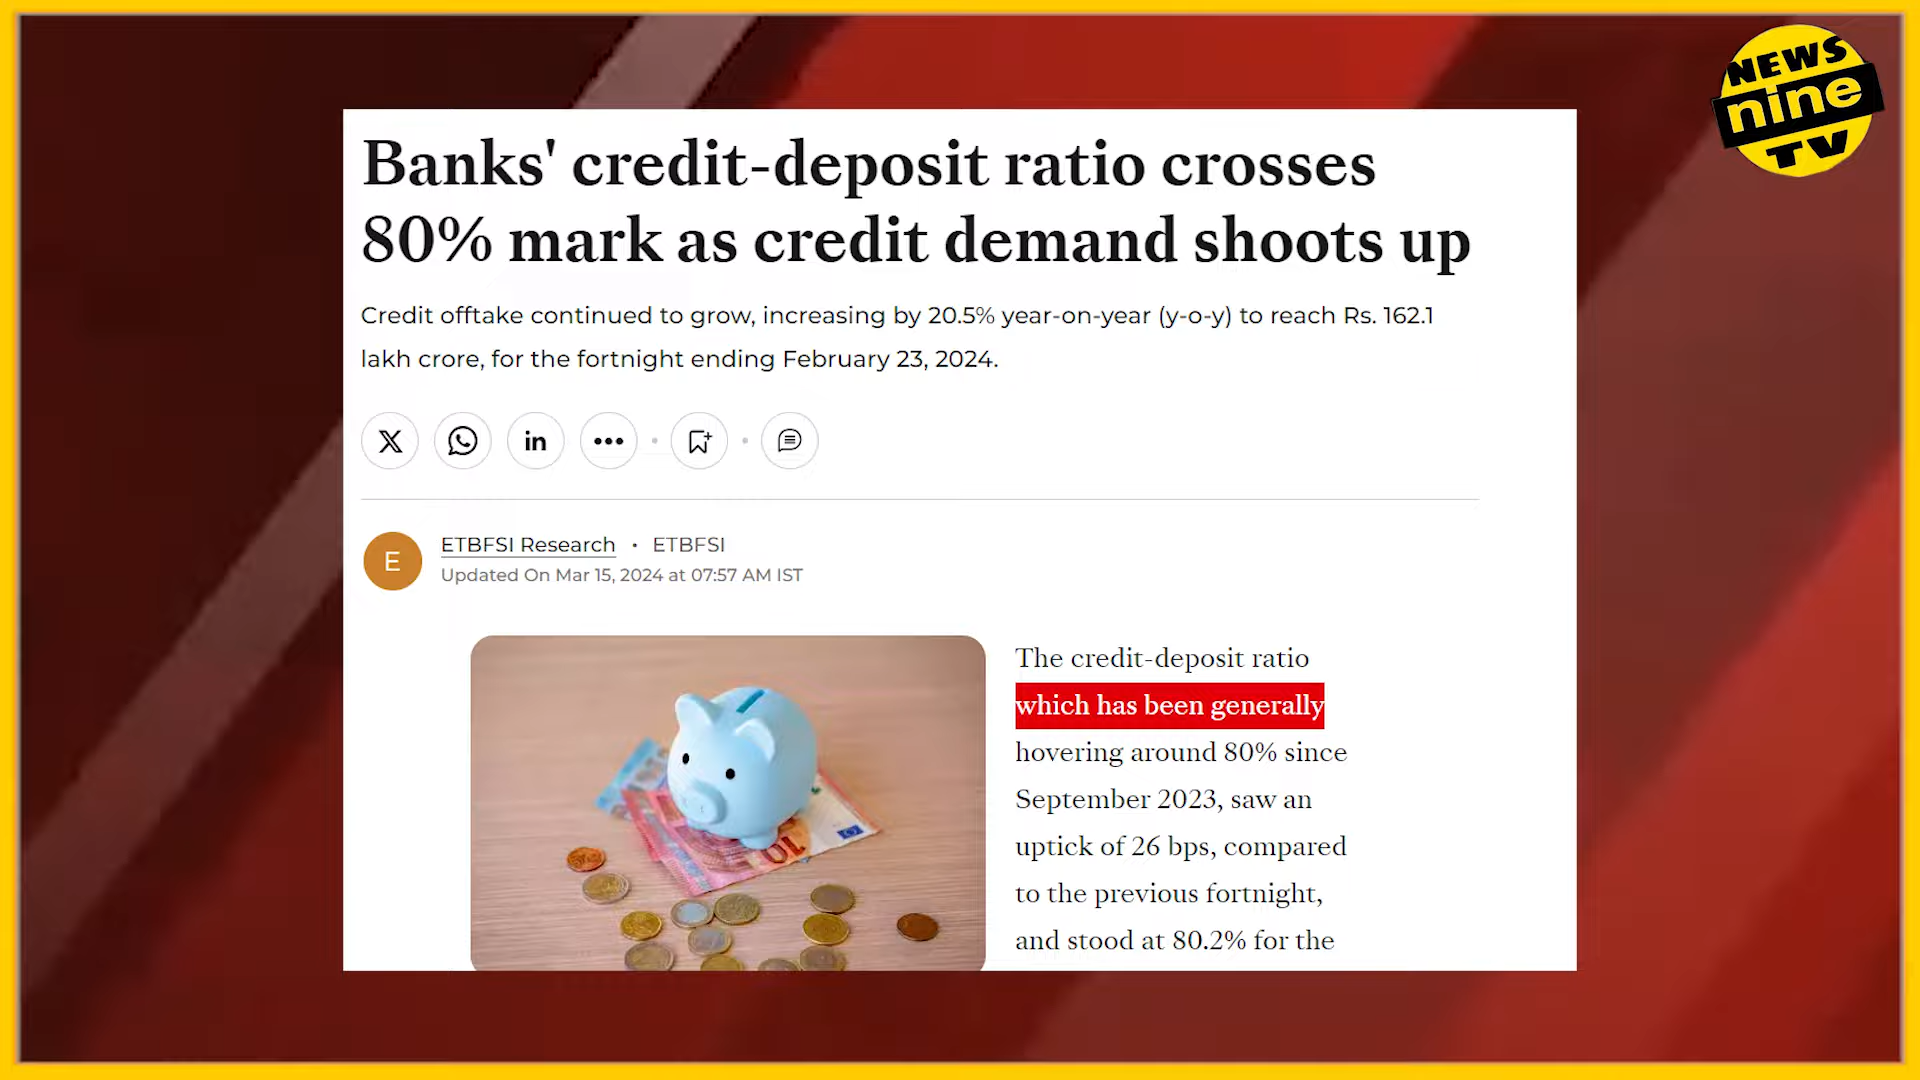 NEWS
nine
TV
Banks' credit-deposit ratio crosses
80% mark as credit demand shoots up
Credit offtake continued to grow, increasing by 20.5% year-on-year (y-o-y) to reach Rs. 162.1
lakh crore, for the fortnight ending February 23, 2024.
in
E
ETBFSI Research • ETBFSI
Updated On Mar 15, 2024 at 07:57 AM IST
The credit-deposit ratio
which has been generally
hovering around 80% since
September 2023, saw an
uptick of 26 bps, compared
to the previous fortnight,
and stood at 80.2% for the
10